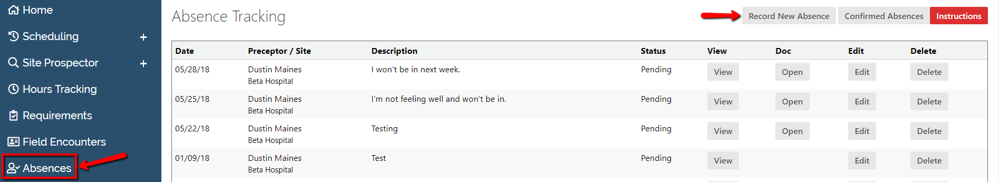 Home
Scheduling +
Site Prospector +
Hours Tracking
Requirements
Field Encounters
Absences
Absence Tracking
Record New Absence Confirmed Absences Instructions
Date Preceptor / Site Description Status View Doc Edit Delete
05/28/18 Dustin Maines I won't be in next week. Pending View Open Edit Delete
Beta Hospital
05/25/18 Dustin Maines I'm not feeling well and won't be in. Pending View Open Edit Delete
Beta Hospital
05/22/18 Dustin Maines Testing Pending View Open Edit Delete
Beta Hospital
01/09/18 Dustin Maines Test Pending View Edit Delete
Beta Hospital